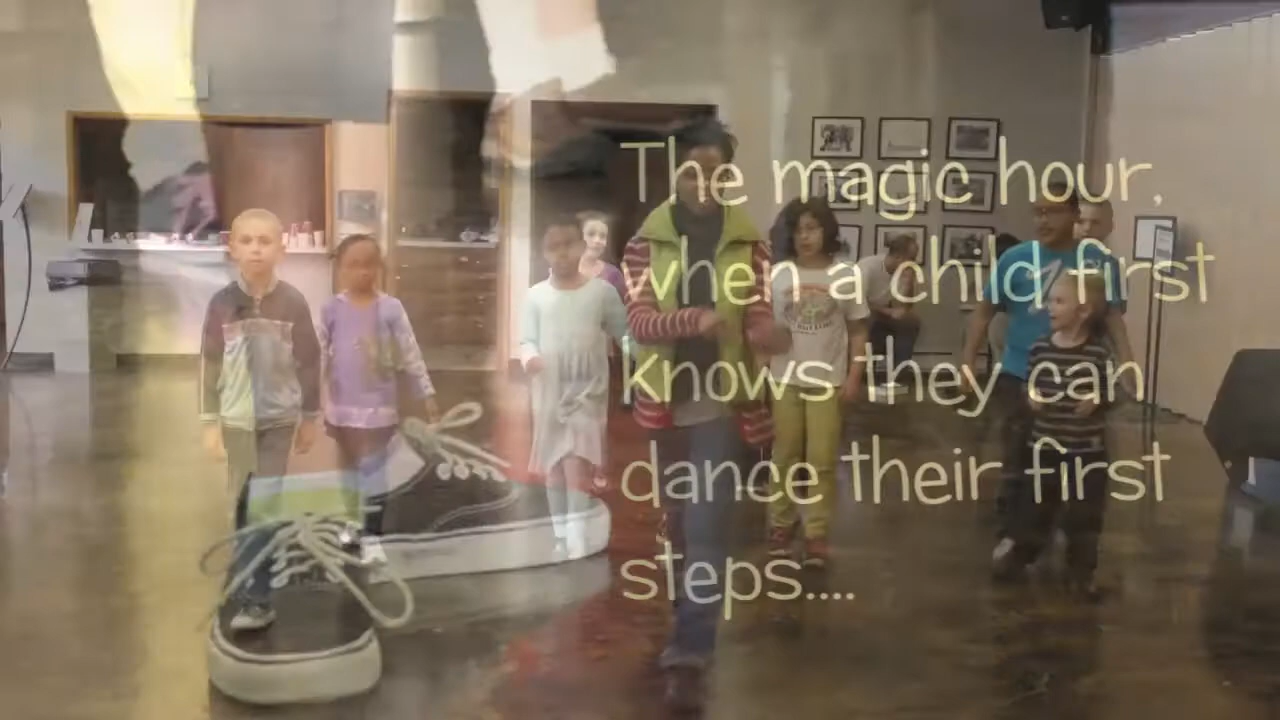 The magic hour,
when a child first
knows they can
dance their first
steps....